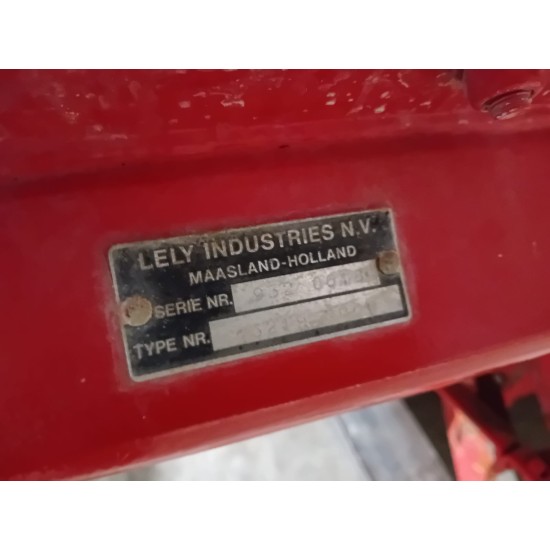 LELY INDUSTRIES N.V.
MAASLAND-HOLLAND
SERIE NR.
TYPE NR.